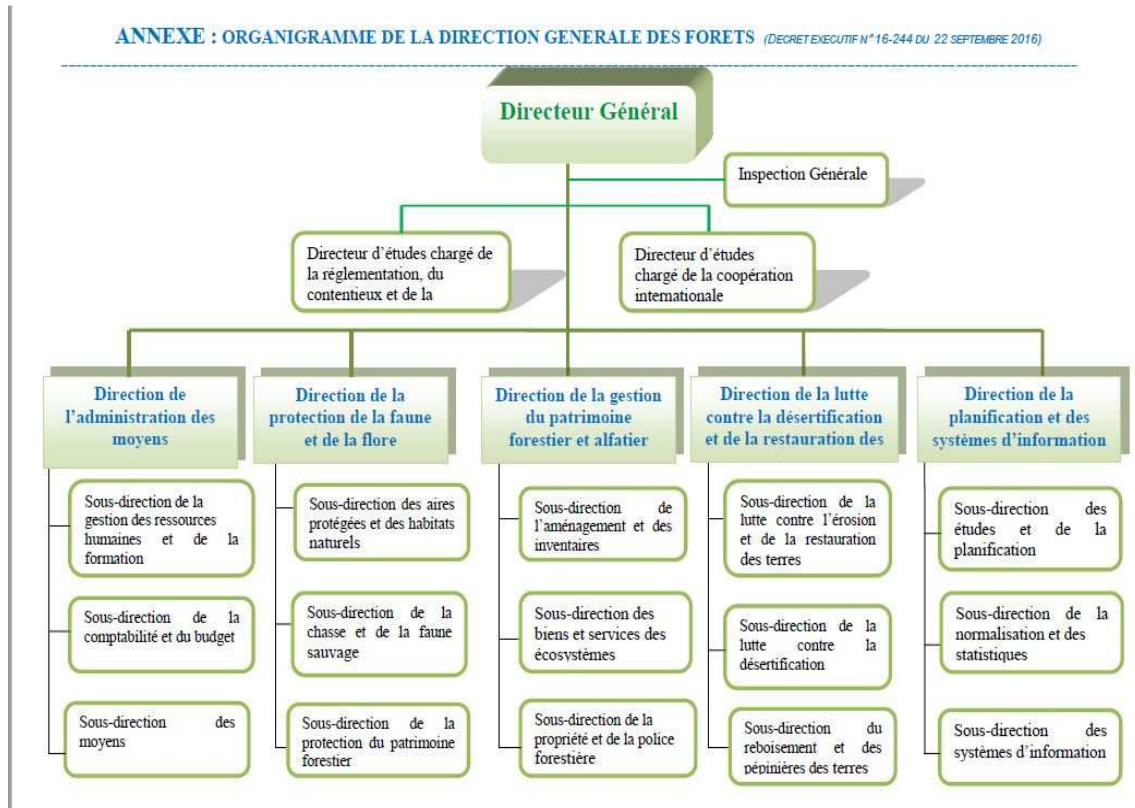 ANNEXE : ORGANIGRAMME DE LA DIRECTION GENERALE DES FORETS (DECRET EXECUTIF N° 16-244 DU 22 SEPTEMBRE 2016)
Directeur Général
Inspection Générale
Directeur d’études chargé de
la réglementation, du
contentieux et de la
Directeur d’études
chargé de la coopération
internationale
Direction de
l’administration des
moyens
Direction de la
protection de la faune
et de la flore
Direction de la gestion
du patrimoine
forestier et alfatier
Direction de la lutte
contre la désertification
et de la restauration des
Direction de la
planification et des
systèmes d’information
Sous-direction de la
gestion des ressources
humaines et de la
formation
Sous-direction de la
comptabilité et du budget
Sous-direction des
moyens
Sous-direction des aires
protégées et des habitats
naturels
Sous-direction de la
chasse et de la faune
sauvage
Sous-direction de la
protection du patrimoine
forestier
Sous-direction de
l’aménagement et des
inventaires
Sous-direction des
biens et services des
écosystèmes
Sous-direction de la
propriété et de la police
forestière
Sous-direction de la
lutte contre l’érosion
et de la restauration
des terres
Sous-direction de la
lutte contre la
désertification
Sous-direction du
reboisement et des
pépinières des terres
Sous-direction des
études et de la
planification
Sous-direction de la
normalisation et des
statistiques
Sous-direction des
systèmes d’information